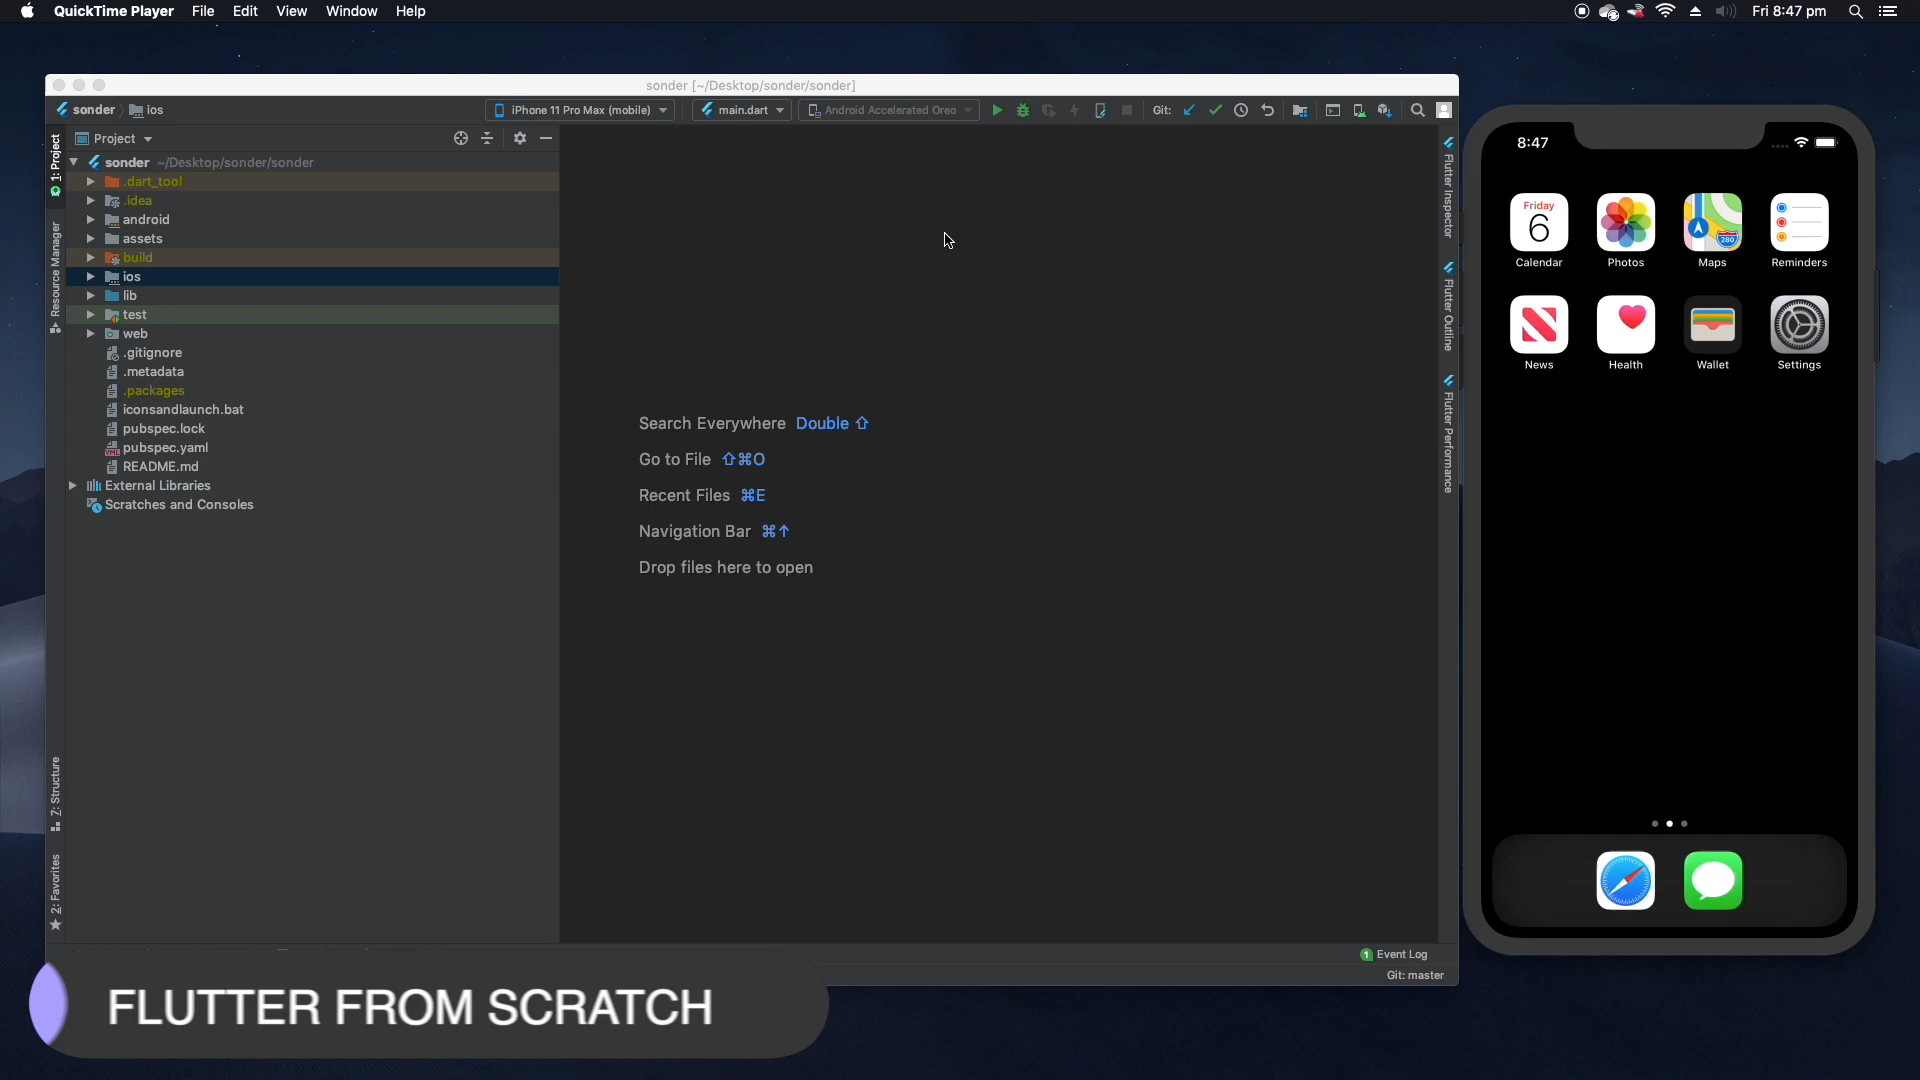 QuickTime Player File Edit View Window Help
Fri 8:47 pm
sonder [~/Desktop/sonder/sonder]
sonder ios
iPhone 11 Pro Max (mobile)
main.dart
Android Accelerated Oreo
Git:
1: Project
Resource Manager
7: Structure
2: Favorites
Project
sonder ~/Desktop/sonder/sonder
.dart_tool
.idea
android
assets
build
ios
lib
test
web
.gitignore
.metadata
.packages
iconsandlaunch.bat
pubspec.lock
pubspec.yaml
README.md
External Libraries
Scratches and Consoles
Search Everywhere Double ⇧
Go to File ⇧⌘O
Recent Files ⌘E
Navigation Bar ⌘↑
Drop files here to open
Flutter Inspector
Flutter Outline
Flutter Performance
1 Event Log
Git: master
8:47
Friday
6
280
Calendar Photos Maps Reminders
News Health Wallet Settings
FLUTTER FROM SCRATCH